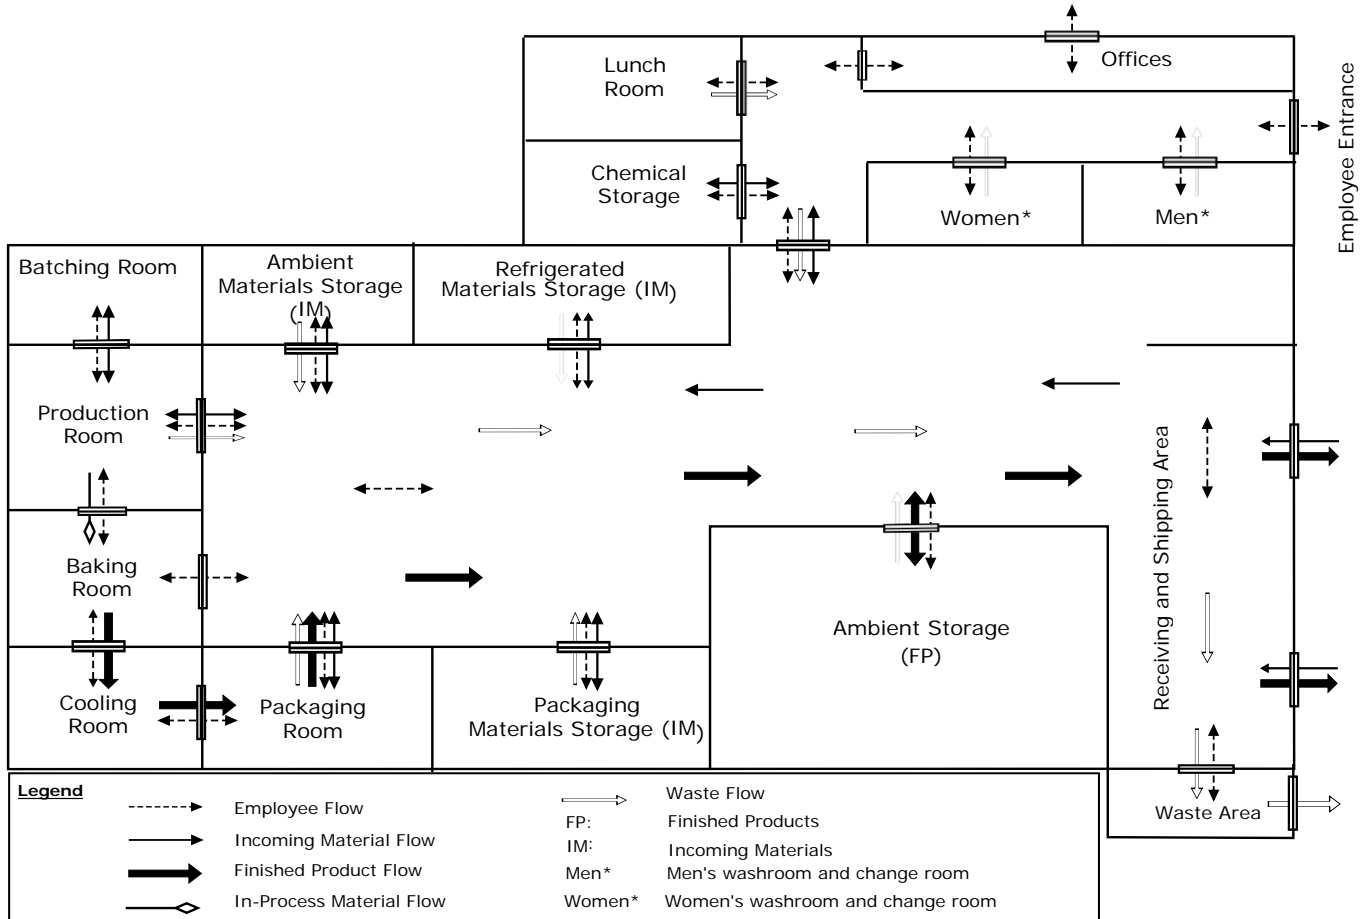 Lunch
Room
Offices
Employee Entrance
Chemical
Storage
Women*
Men*
Batching Room
Ambient
Materials Storage
(IM)
Refrigerated
Materials Storage (IM)
Production
Room
Receiving and Shipping Area
Baking
Room
Ambient Storage
(FP)
Cooling
Room
Packaging
Room
Packaging
Materials Storage (IM)
Waste Area
Legend
Employee Flow
Incoming Material Flow
Finished Product Flow
In-Process Material Flow
Waste Flow
FP: Finished Products
IM: Incoming Materials
Men* Men's washroom and change room
Women* Women's washroom and change room